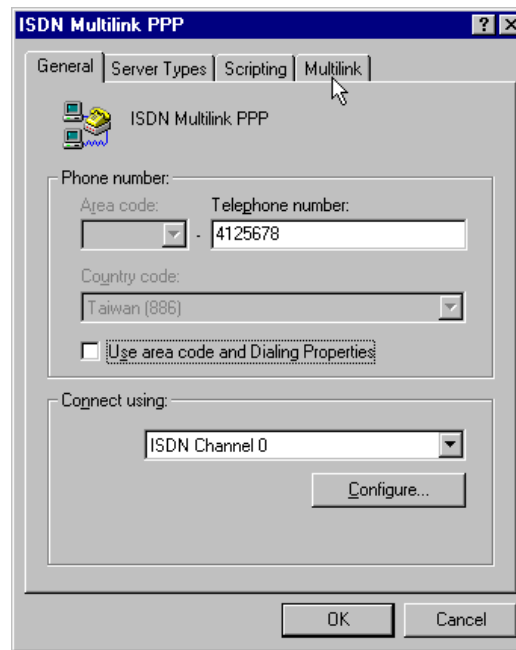 ISDN Multilink PPP
General Server Types Scripting Multilink
ISDN Multilink PPP
Phone number:
Area code: Telephone number:
- 4125678
Country code:
Taiwan (886)
Use area code and Dialing Properties
Connect using:
ISDN Channel 0
Configure...
OK Cancel